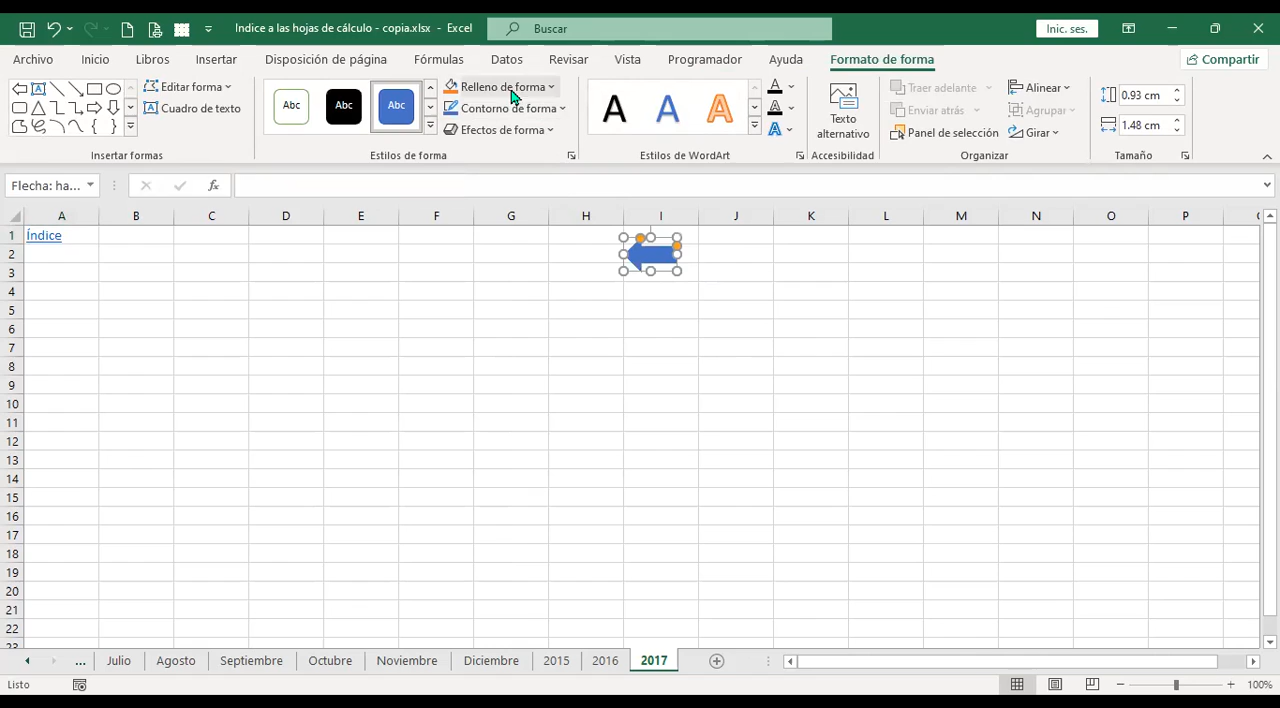 Indice a las hojas de cálculo - copia.xlsx - Excel
Buscar
Inic. ses.
Archivo Inicio Libros Insertar Disposición de página Fórmulas Datos Revisar Vista Programador Ayuda Formato de forma Compartir
Editar forma
Cuadro de texto
Insertar formas
Abc Abc Abc
Relleno de forma
Contorno de forma
Efectos de forma
Estilos de forma
A A A
A
A
A
Estilos de WordArt
Texto
alternativo
Accesibilidad
Traer adelante
Enviar atrás
Panel de selección
Alinear
Agrupar
Girar
Organizar
0.93 cm
1.48 cm
Tamaño
Flecha: ha...
fx
A B C D E F G H I J K L M N O P
1 Índice
2
3
4
5
6
7
8
9
10
11
12
13
14
15
16
17
18
19
20
21
22
23
... Julio Agosto Septiembre Octubre Noviembre Diciembre 2015 2016 2017
Listo
100%